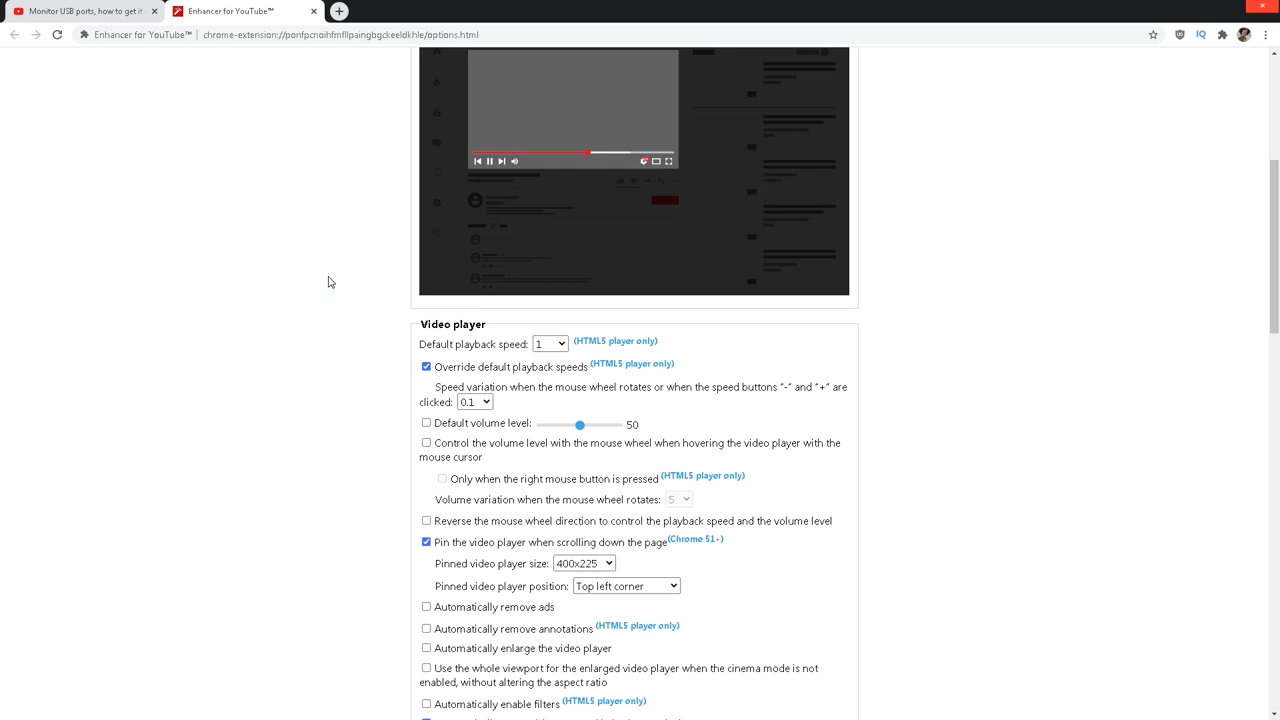 Monitor USB ports, how to get it
Enhancer for YouTube™
Enhancer for YouTube™ | chrome-extension://ponfpcnoihfmfllpaingbgckeeldkhle/options.html
IQ
Video player
Default playback speed: 1 (HTML5 player only)
Override default playback speeds (HTML5 player only)
Speed variation when the mouse wheel rotates or when the speed buttons "-" and "+" are
clicked: 0.1
Default volume level: 50
Control the volume level with the mouse wheel when hovering the video player with the
mouse cursor
Only when the right mouse button is pressed (HTML5 player only)
Volume variation when the mouse wheel rotates: 5
Reverse the mouse wheel direction to control the playback speed and the volume level
Pin the video player when scrolling down the page (Chrome 51+)
Pinned video player size: 400x225
Pinned video player position: Top left corner
Automatically remove ads
Automatically remove annotations (HTML5 player only)
Automatically enlarge the video player
Use the whole viewport for the enlarged video player when the cinema mode is not
enabled, without altering the aspect ratio
Automatically enable filters (HTML5 player only)